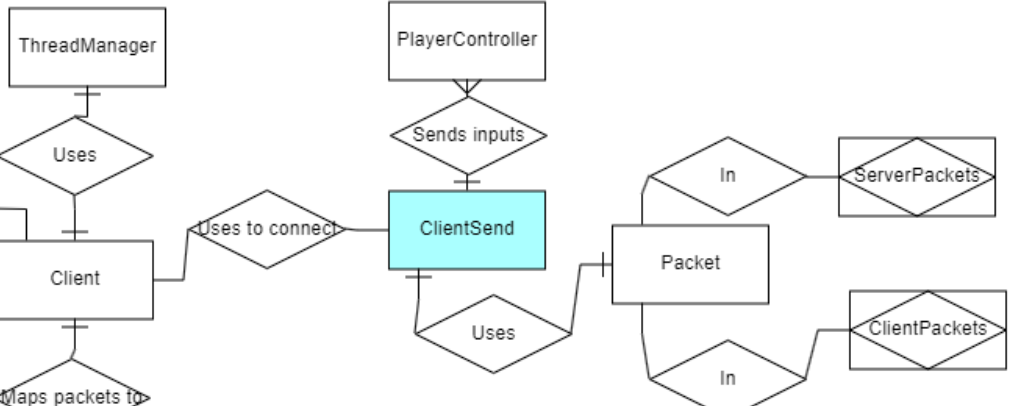 ThreadManager
PlayerController
Uses
Sends inputs
In
ServerPackets
Uses to connect
ClientSend
Client
Packet
Uses
ClientPackets
In
Maps packets to